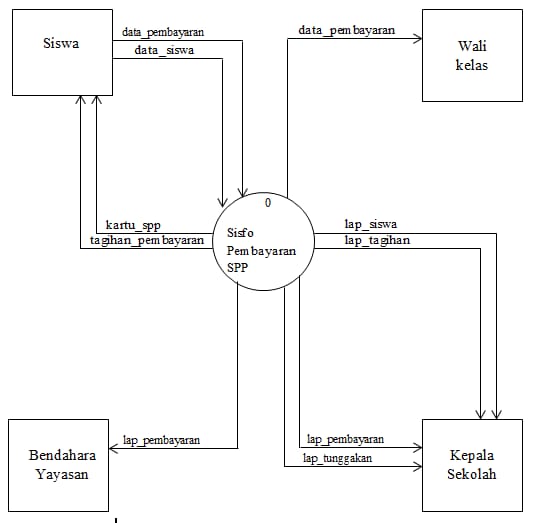 Siswa
data_pembayaran
data_siswa
data_pembayaran
Wali
kelas
0
Sisfo
Pembayaran
SPP
kartu_spp
tagihan_pembayaran
lap_siswa
lap_tagihan
lap_pembayaran
lap_pembayaran
lap_tunggakan
Bendahara
Yayasan
Kepala
Sekolah